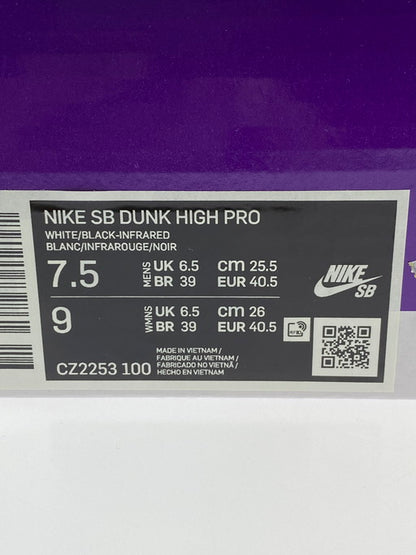 NIKE SB DUNK HIGH PRO
WHITE/BLACK-INFRARED
BLANC/INFRAROUGE/NOIR
7.5 MENS UK 6.5 cm 25.5
BR 39 EUR 40.5
9 WMNS UK 6.5 cm 26
BR 39 EUR 40.5
NIKE
SB
CZ2253 100
MADE IN VIETNAM /
FABRIQUE AU VIETNAM /
FABRICADO NO VIETNÃ /
HECHO EN VIETNAM